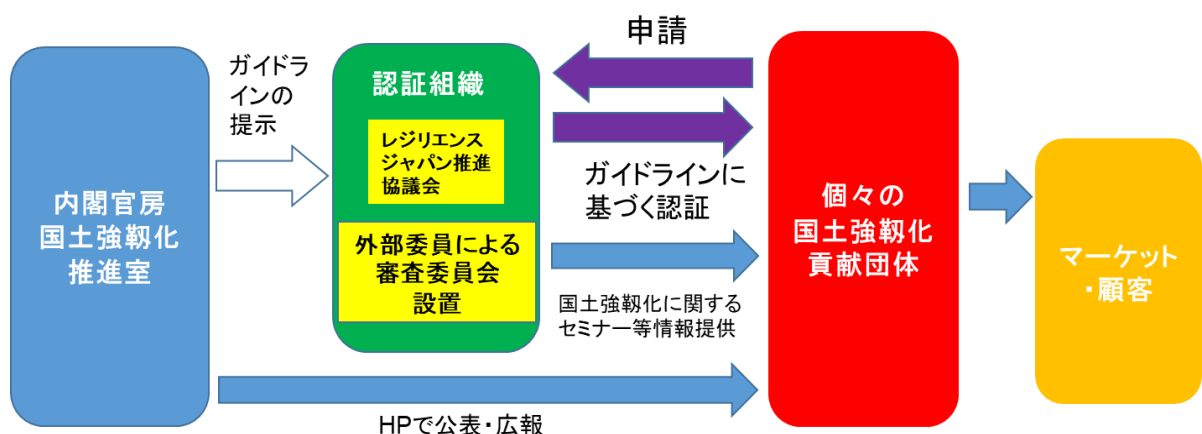 内閣官房
国土強靱化
推進室
ガイドラ
インの
提示
認証組織
レジリエンス
ジャパン推進
協議会
外部委員による
審査委員会
設置
申請
ガイドラインに
基づく認証
国土強靱化に関する
セミナー等情報提供
HPで公表・広報
個々の
国土強靱化
貢献団体
マーケット
・顧客